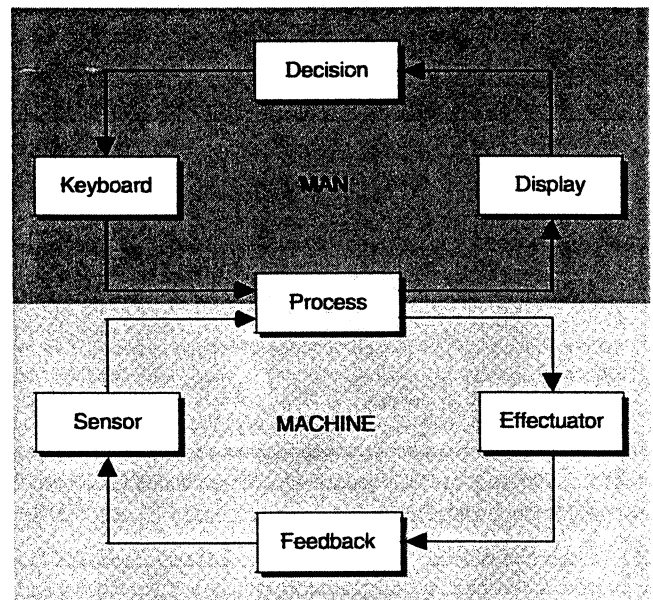 Decision
Keyboard
MAN
Display
Process
Sensor
MACHINE
Effectuator
Feedback